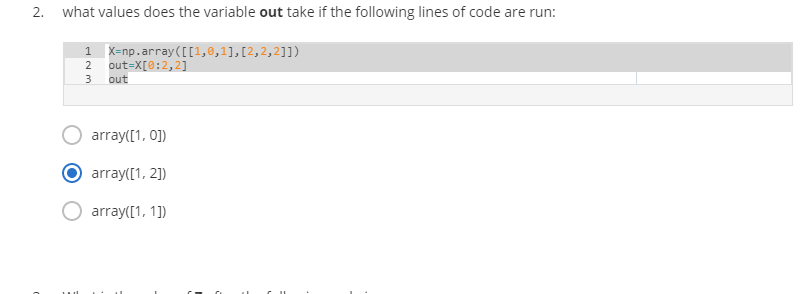 2. what values does the variable out take if the following lines of code are run:
1 X=np.array([[1,0,1],[2,2,2]])
2 out=X[0:2,2]
3 out
array([1, 0])
array([1, 2])
array([1, 1])